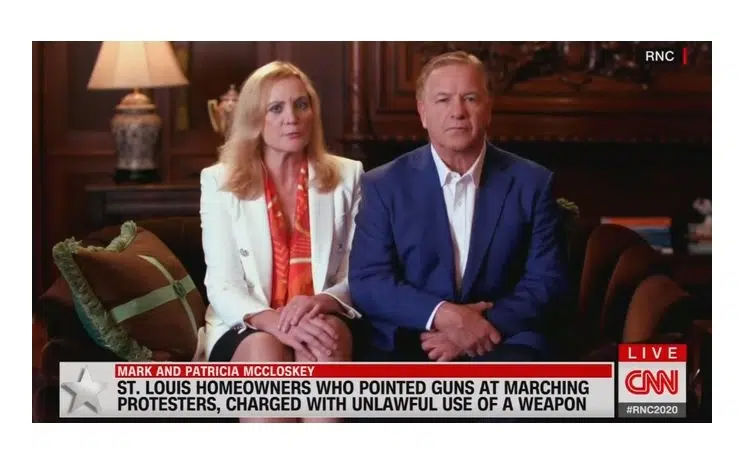 RNC
MARK AND PATRICIA MCCLOSKEY
ST. LOUIS HOMEOWNERS WHO POINTED GUNS AT MARCHING
PROTESTERS, CHARGED WITH UNLAWFUL USE OF A WEAPON
LIVE
CNN
#RNC2020